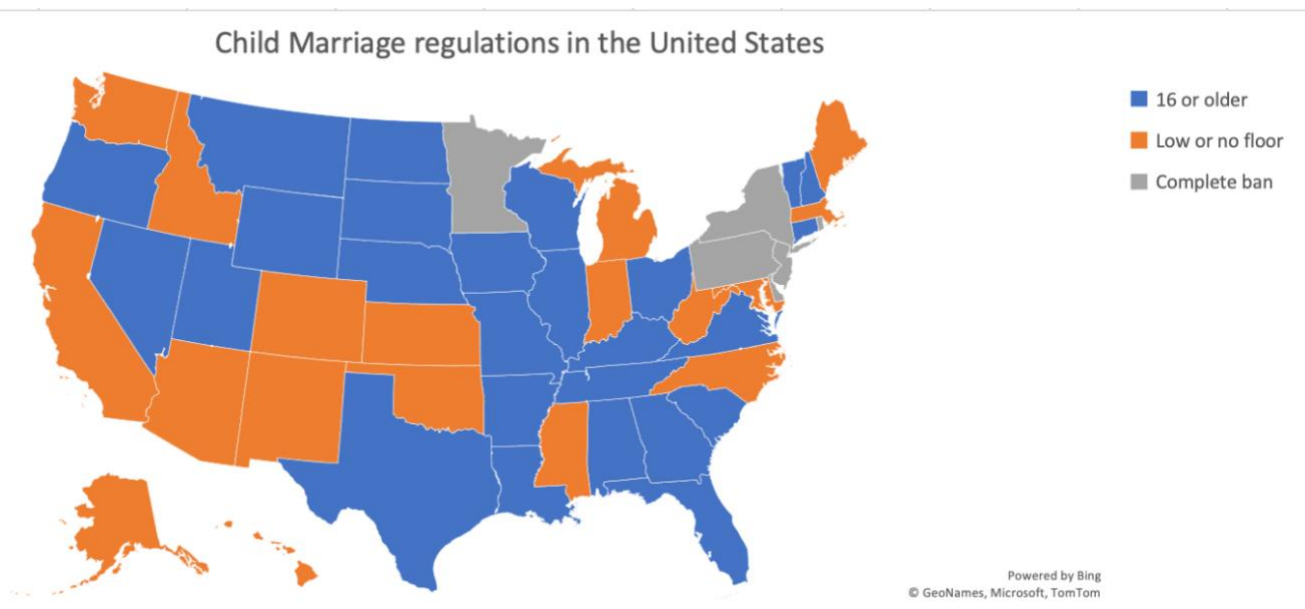 Child Marriage regulations in the United States
16 or older
Low or no floor
Complete ban
Powered by Bing
© GeoNames, Microsoft, TomTom